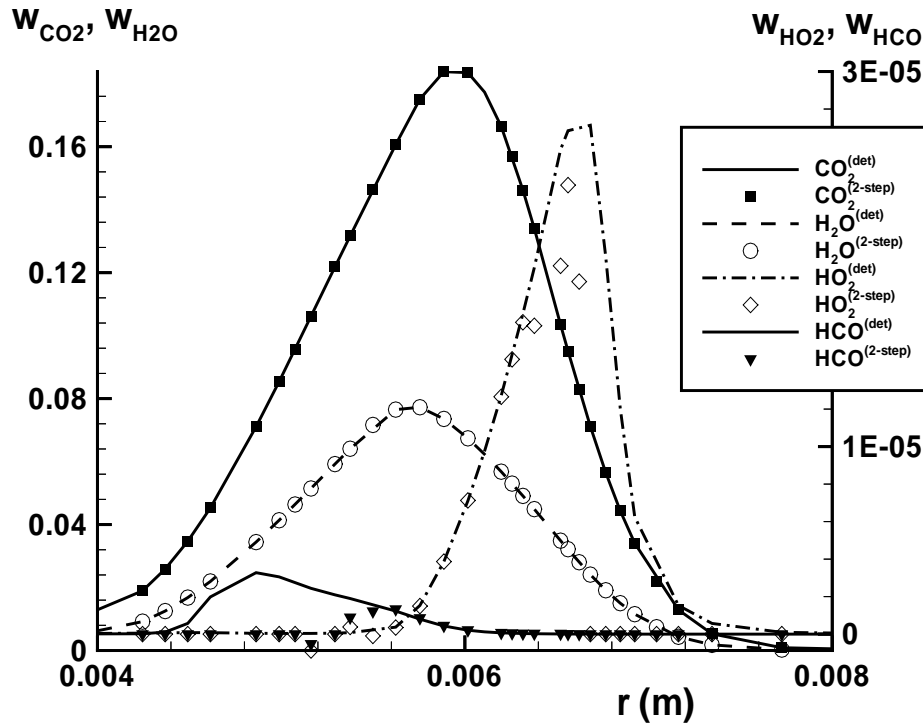 w_CO2, w_H2O
w_HO2, w_HCO
3E-05
0.16
CO₂^(det)
CO₂^(2-step)
H₂O^(det)
H₂O^(2-step)
HO₂^(det)
HO₂^(2-step)
HCO^(det)
HCO^(2-step)
0.12
0.08
1E-05
0.04
0
0
0.004
0.006
0.008
r (m)